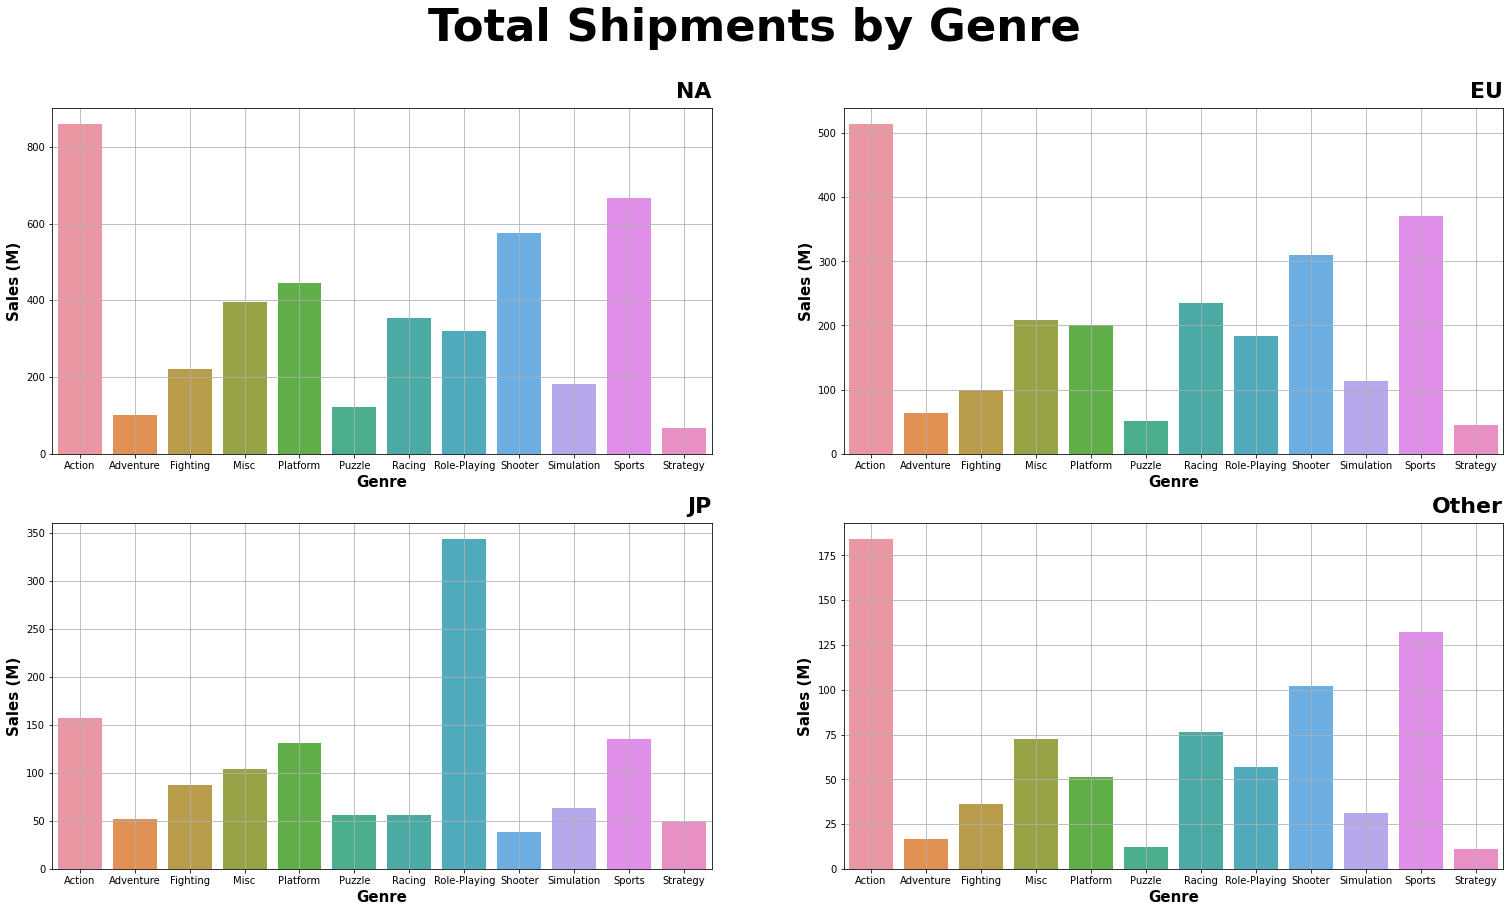 Total Shipments by Genre
NA
800
600
400
200
0
Sales (M)
Action Adventure Fighting Misc Platform Puzzle Racing Role-Playing Shooter Simulation Sports Strategy
Genre
EU
500
400
300
200
100
0
Sales (M)
Action Adventure Fighting Misc Platform Puzzle Racing Role-Playing Shooter Simulation Sports Strategy
Genre
JP
350
300
250
200
150
100
50
0
Sales (M)
Action Adventure Fighting Misc Platform Puzzle Racing Role-Playing Shooter Simulation Sports Strategy
Genre
Other
175
150
125
100
75
50
25
0
Sales (M)
Action Adventure Fighting Misc Platform Puzzle Racing Role-Playing Shooter Simulation Sports Strategy
Genre